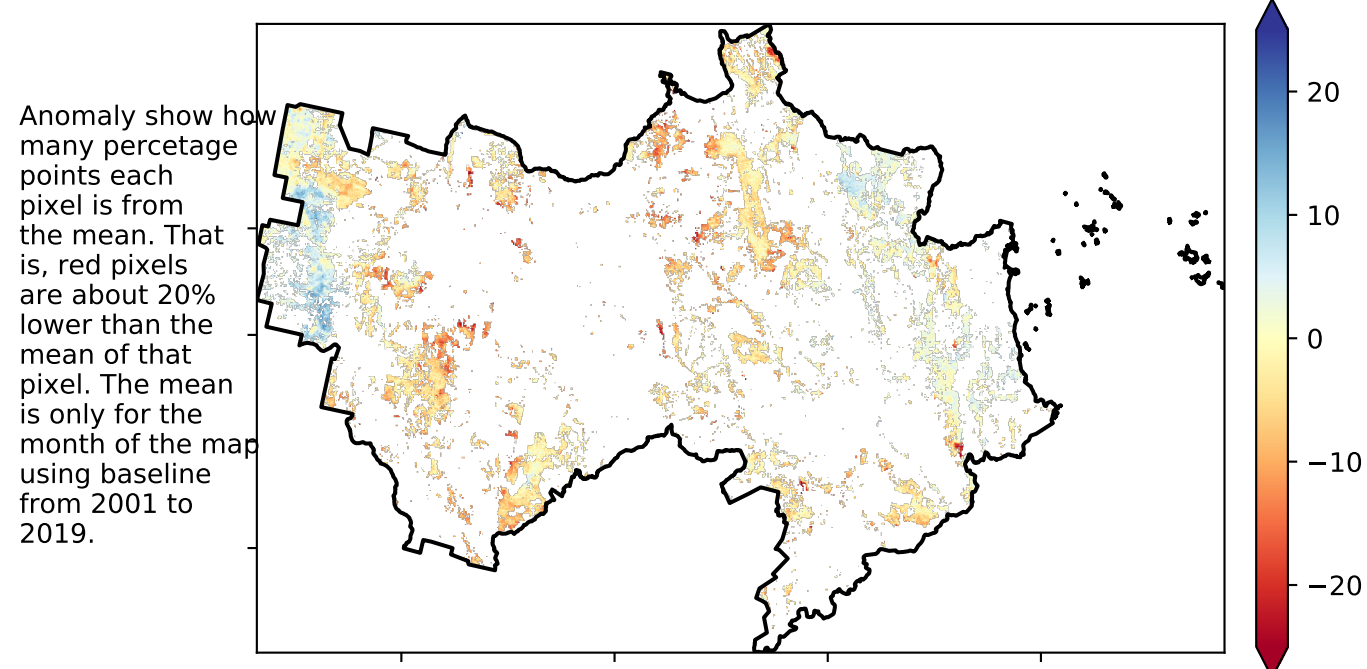 Anomaly show how
many percetage
points each
pixel is from
the mean. That
is, red pixels
are about 20%
lower than the
mean of that
pixel. The mean
is only for the
month of the map
using baseline
from 2001 to
2019.
20
10
0
−10
−20